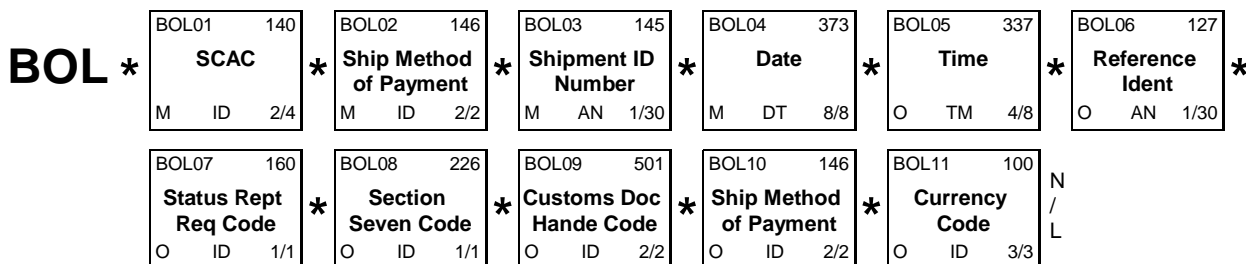 BOL * BOL01 140 * BOL02 146 * BOL03 145 * BOL04 373 * BOL05 337 * BOL06 127 *
SCAC Ship Method Shipment ID Date Time Reference
of Payment Number Ident
M ID 2/4 M ID 2/2 M AN 1/30 M DT 8/8 O TM 4/8 O AN 1/30
BOL07 160 * BOL08 226 * BOL09 501 * BOL10 146 * BOL11 100 N
Status Rept Section Customs Doc Ship Method Currency /
Req Code Seven Code Hande Code of Payment Code L
O ID 1/1 O ID 1/1 O ID 2/2 O ID 2/2 O ID 3/3